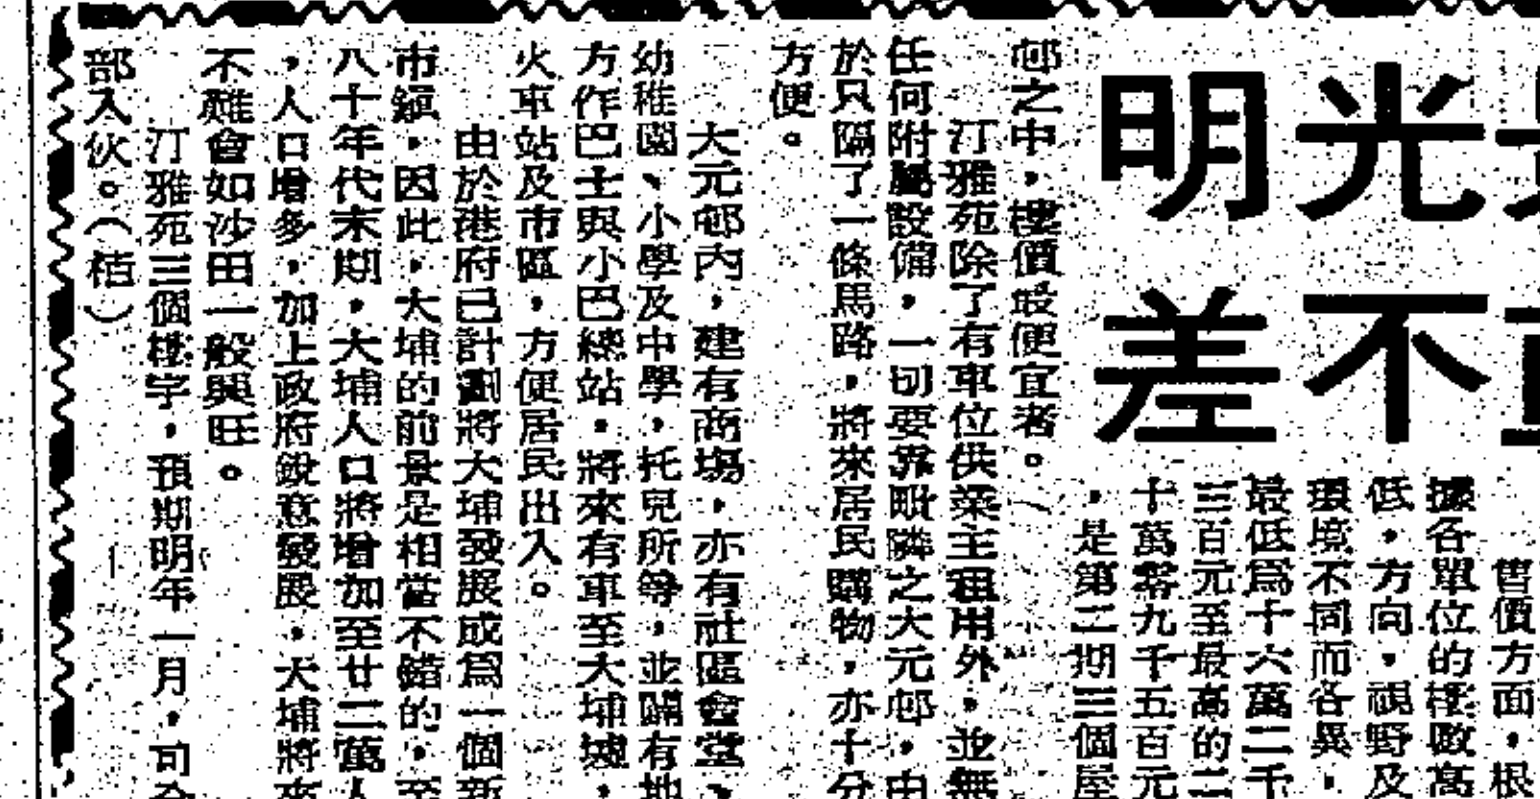 光明
不差
售價方面，根
據各單位的樓數高
低，方向，視野及
環境不同而各異，
最低爲十六萬二千
三百元至最高的二
十萬零九千五百元
，是第二期三個屋
邨之中，樓價最便宜者。
汀雅苑除了有車位供業主租用外，並無
任何附屬設備，一切要靠毗隣之大元邨，由
於只隔了一條馬路，將來居民購物，亦十分
方便。
大元邨內，建有商塲，亦有社區會堂、
幼稚園、小學及中學，托兒所等，並闢有地
方作巴士與小巴總站，將來有車至大埔墟，
火車站及市區，方便居民出入。
由於港府已計劃將大埔發展成爲一個新
市鎮，因此，大埔的前景是相當不錯的，至
八十年代末期，大埔人口將增加至廿二萬人
，人口增多，加上政府銳意發展，大埔將來
不難會如沙田一般興旺。
汀雅苑三個樓宇，預期明年一月，可全
部入伙。（桔）